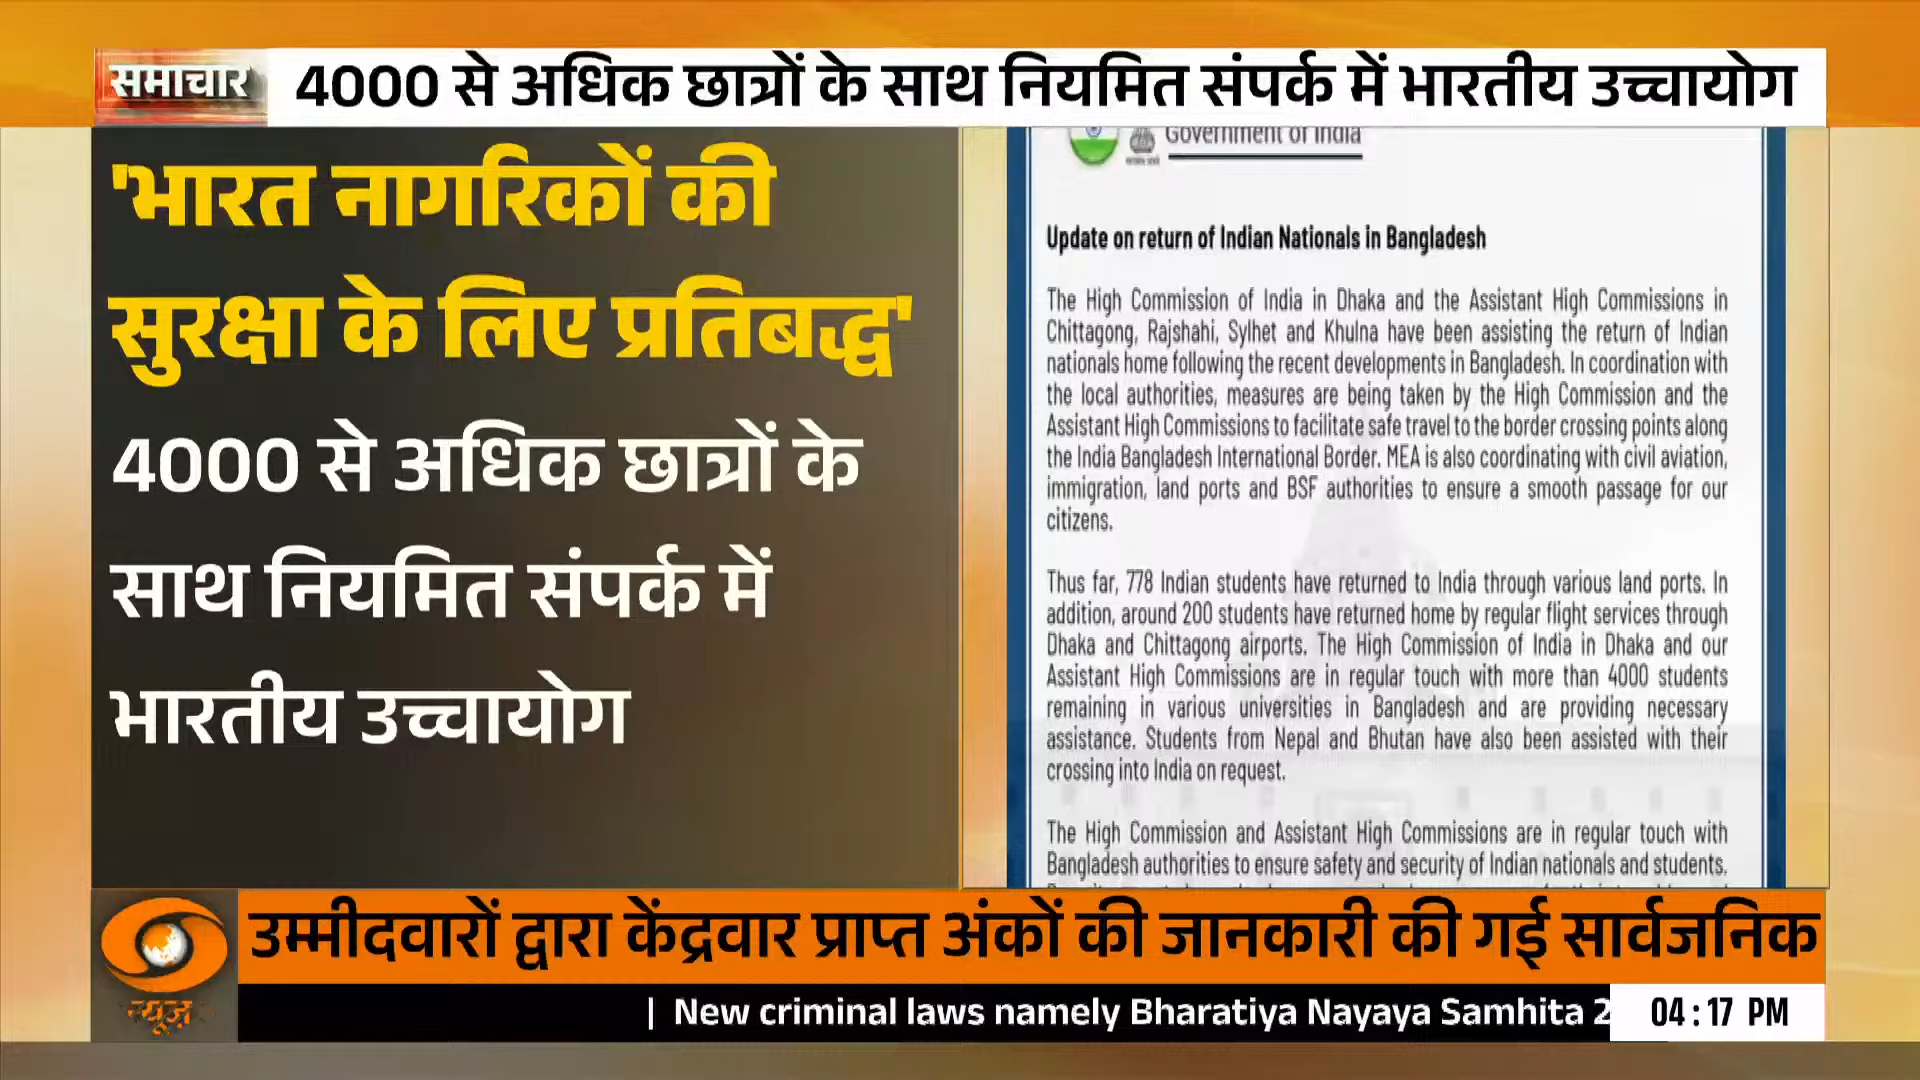 समाचार
4000 से अधिक छात्रों के साथ नियमित संपर्क में भारतीय उच्चायोग
'भारत नागरिकों की
सुरक्षा के लिए प्रतिबद्ध'
4000 से अधिक छात्रों के
साथ नियमित संपर्क में
भारतीय उच्चायोग
Government of India
Update on return of Indian Nationals in Bangladesh
The High Commission of India in Dhaka and the Assistant High Commissions in
Chittagong, Rajshahi, Sylhet and Khulna have been assisting the return of Indian
nationals home following the recent developments in Bangladesh. In coordination with
the local authorities, measures are being taken by the High Commission and the
Assistant High Commissions to facilitate safe travel to the border crossing points along
the India Bangladesh International Border. MEA is also coordinating with civil aviation,
immigration, land ports and BSF authorities to ensure a smooth passage for our
citizens.
Thus far, 778 Indian students have returned to India through various land ports. In
addition, around 200 students have returned home by regular flight services through
Dhaka and Chittagong airports. The High Commission of India in Dhaka and our
Assistant High Commissions are in regular touch with more than 4000 students
remaining in various universities in Bangladesh and are providing necessary
assistance. Students from Nepal and Bhutan have also been assisted with their
crossing into India on request.
The High Commission and Assistant High Commissions are in regular touch with
Bangladesh authorities to ensure safety and security of Indian nationals and students.
उम्मीदवारों द्वारा केंद्रवार प्राप्त अंकों की जानकारी की गई सार्वजनिक
न्यूज़
| New criminal laws namely Bharatiya Nayaya Samhita 2
04:17 PM